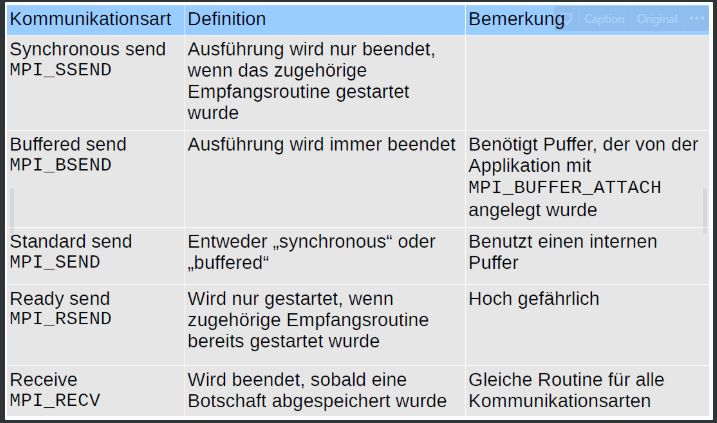 Kommunikationsart Definition Bemerkung
Caption Original
Synchronous send Ausführung wird nur beendet,
MPI_SSEND wenn das zugehörige
Empfangsroutine gestartet
wurde
Buffered send Ausführung wird immer beendet Benötigt Puffer, der von der
MPI_BSEND Applikation mit
MPI_BUFFER_ATTACH
angelegt wurde
Standard send Entweder „synchronous“ oder Benutzt einen internen
MPI_SEND „buffered“ Puffer
Ready send Wird nur gestartet, wenn Hoch gefährlich
MPI_RSEND zugehörige Empfangsroutine
bereits gestartet wurde
Receive Wird beendet, sobald eine Gleiche Routine für alle
MPI_RECV Botschaft abgespeichert wurde Kommunikationsarten